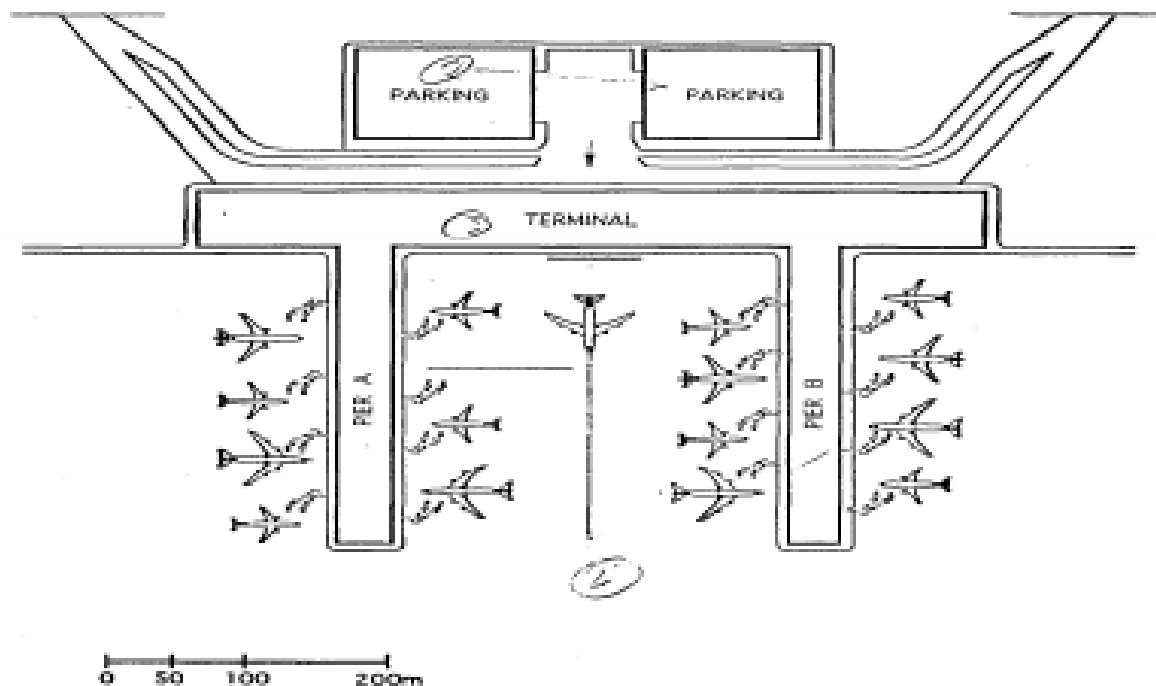 PARKING
PARKING
TERMINAL
PIER A
PIER B
0 50 100 200m